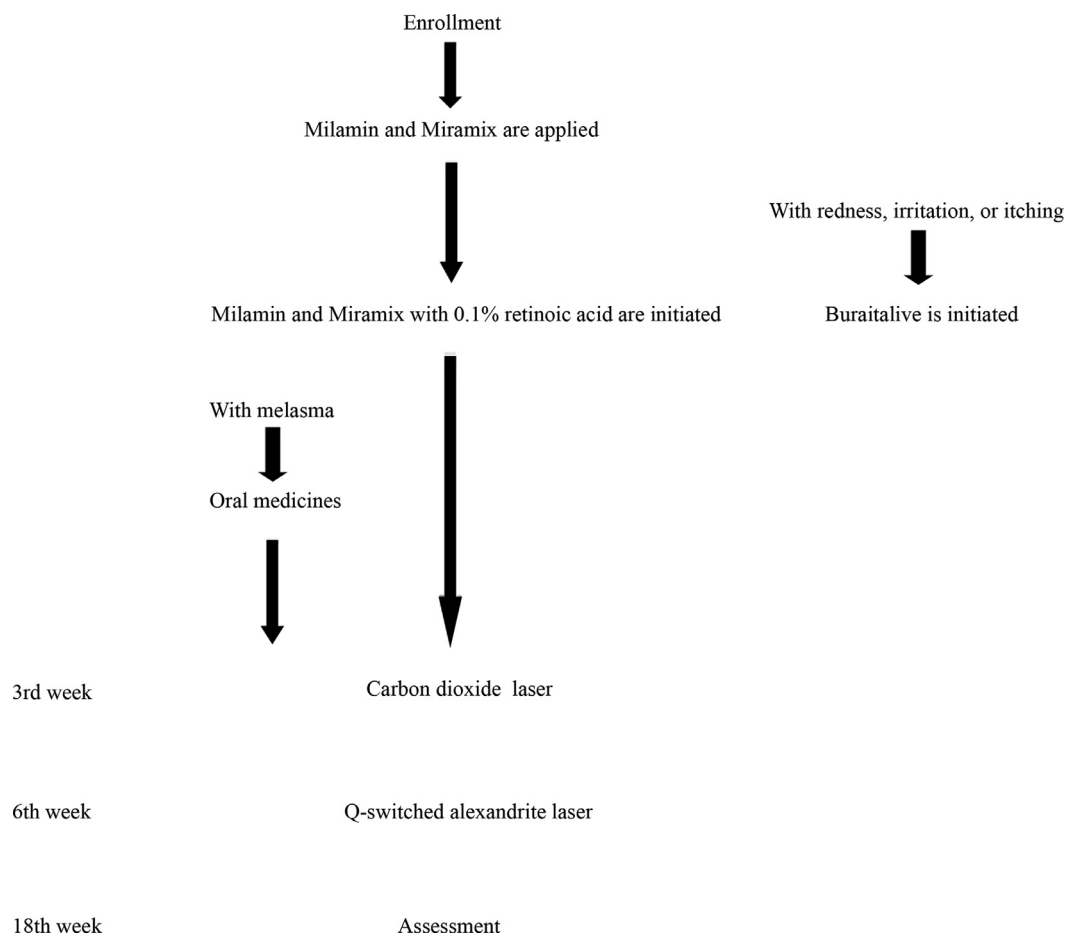 Enrollment
Milamin and Miramix are applied
With redness, irritation, or itching
Milamin and Miramix with 0.1% retinoic acid are initiated
Buraitalive is initiated
With melasma
Oral medicines
3rd week
Carbon dioxide laser
6th week
Q-switched alexandrite laser
18th week
Assessment